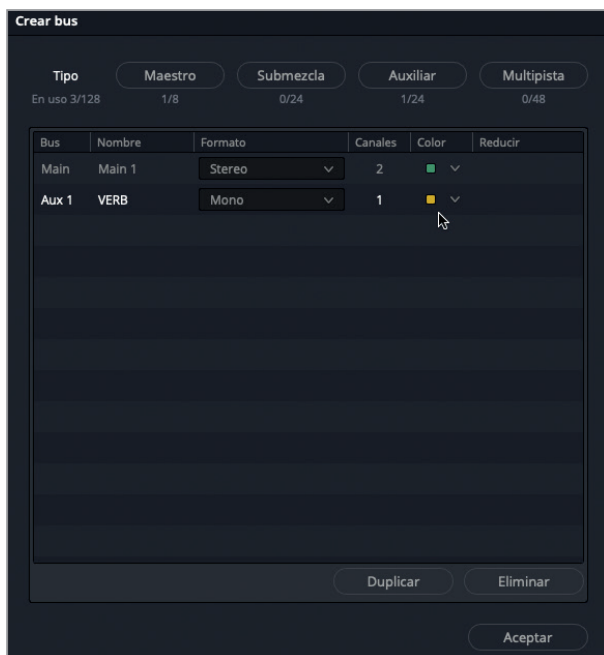 Crear bus
Tipo Maestro Submezcla Auxiliar Multipista
En uso 3/128 1/8 0/24 1/24 0/48
Bus Nombre Formato Canales Color Reducir
Main Main 1 Stereo 2
Aux 1 VERB Mono 1
Duplicar Eliminar
Aceptar